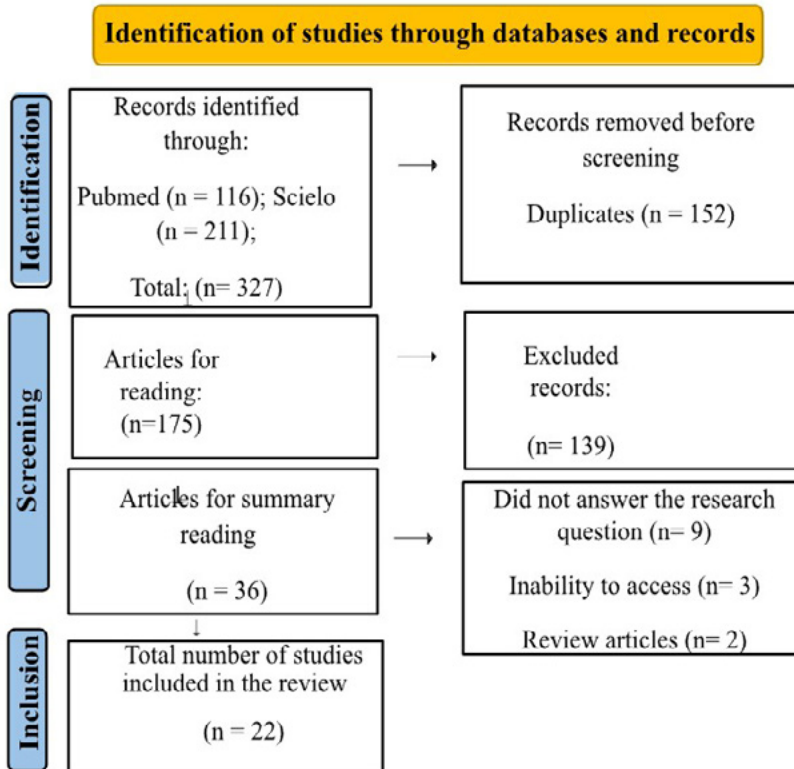 Identification of studies through databases and records
Identification
Records identified
through:
Pubmed (n = 116); Scielo
(n = 211);
Total: (n= 327)
Records removed before
screening
Duplicates (n = 152)
Screening
Articles for
reading:
(n=175)
Excluded
records:
(n= 139)
Articles for summary
reading
(n = 36)
Did not answer the research
question (n= 9)
Inability to access (n= 3)
Review articles (n= 2)
Inclusion
Total number of studies
included in the review
(n = 22)